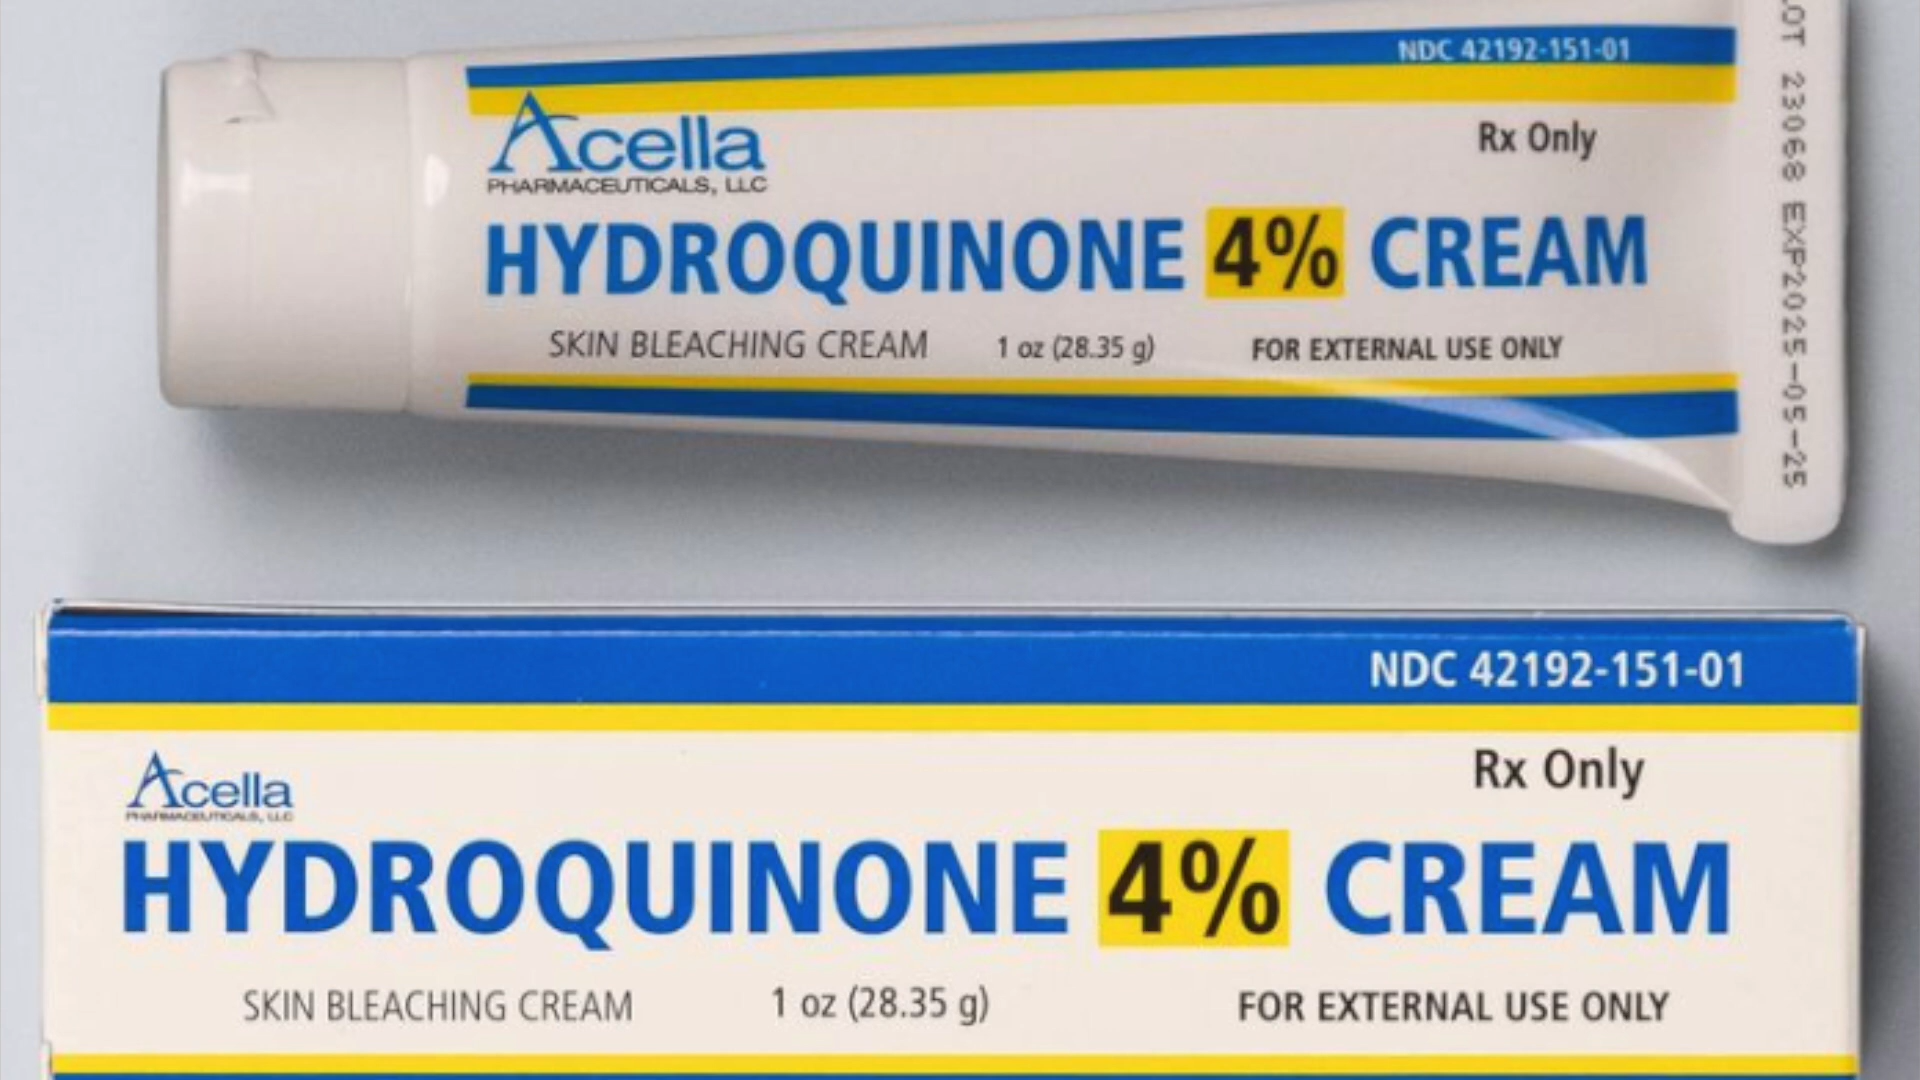 NDC 42192-151-01
Acella
PHARMACEUTICALS, LLC
Rx Only
HYDROQUINONE 4% CREAM
SKIN BLEACHING CREAM 1 oz (28.35 g) FOR EXTERNAL USE ONLY
23068 EXP2025-05-25
NDC 42192-151-01
Acella
PHARMACEUTICALS, LLC
Rx Only
HYDROQUINONE 4% CREAM
SKIN BLEACHING CREAM 1 oz (28.35 g) FOR EXTERNAL USE ONLY